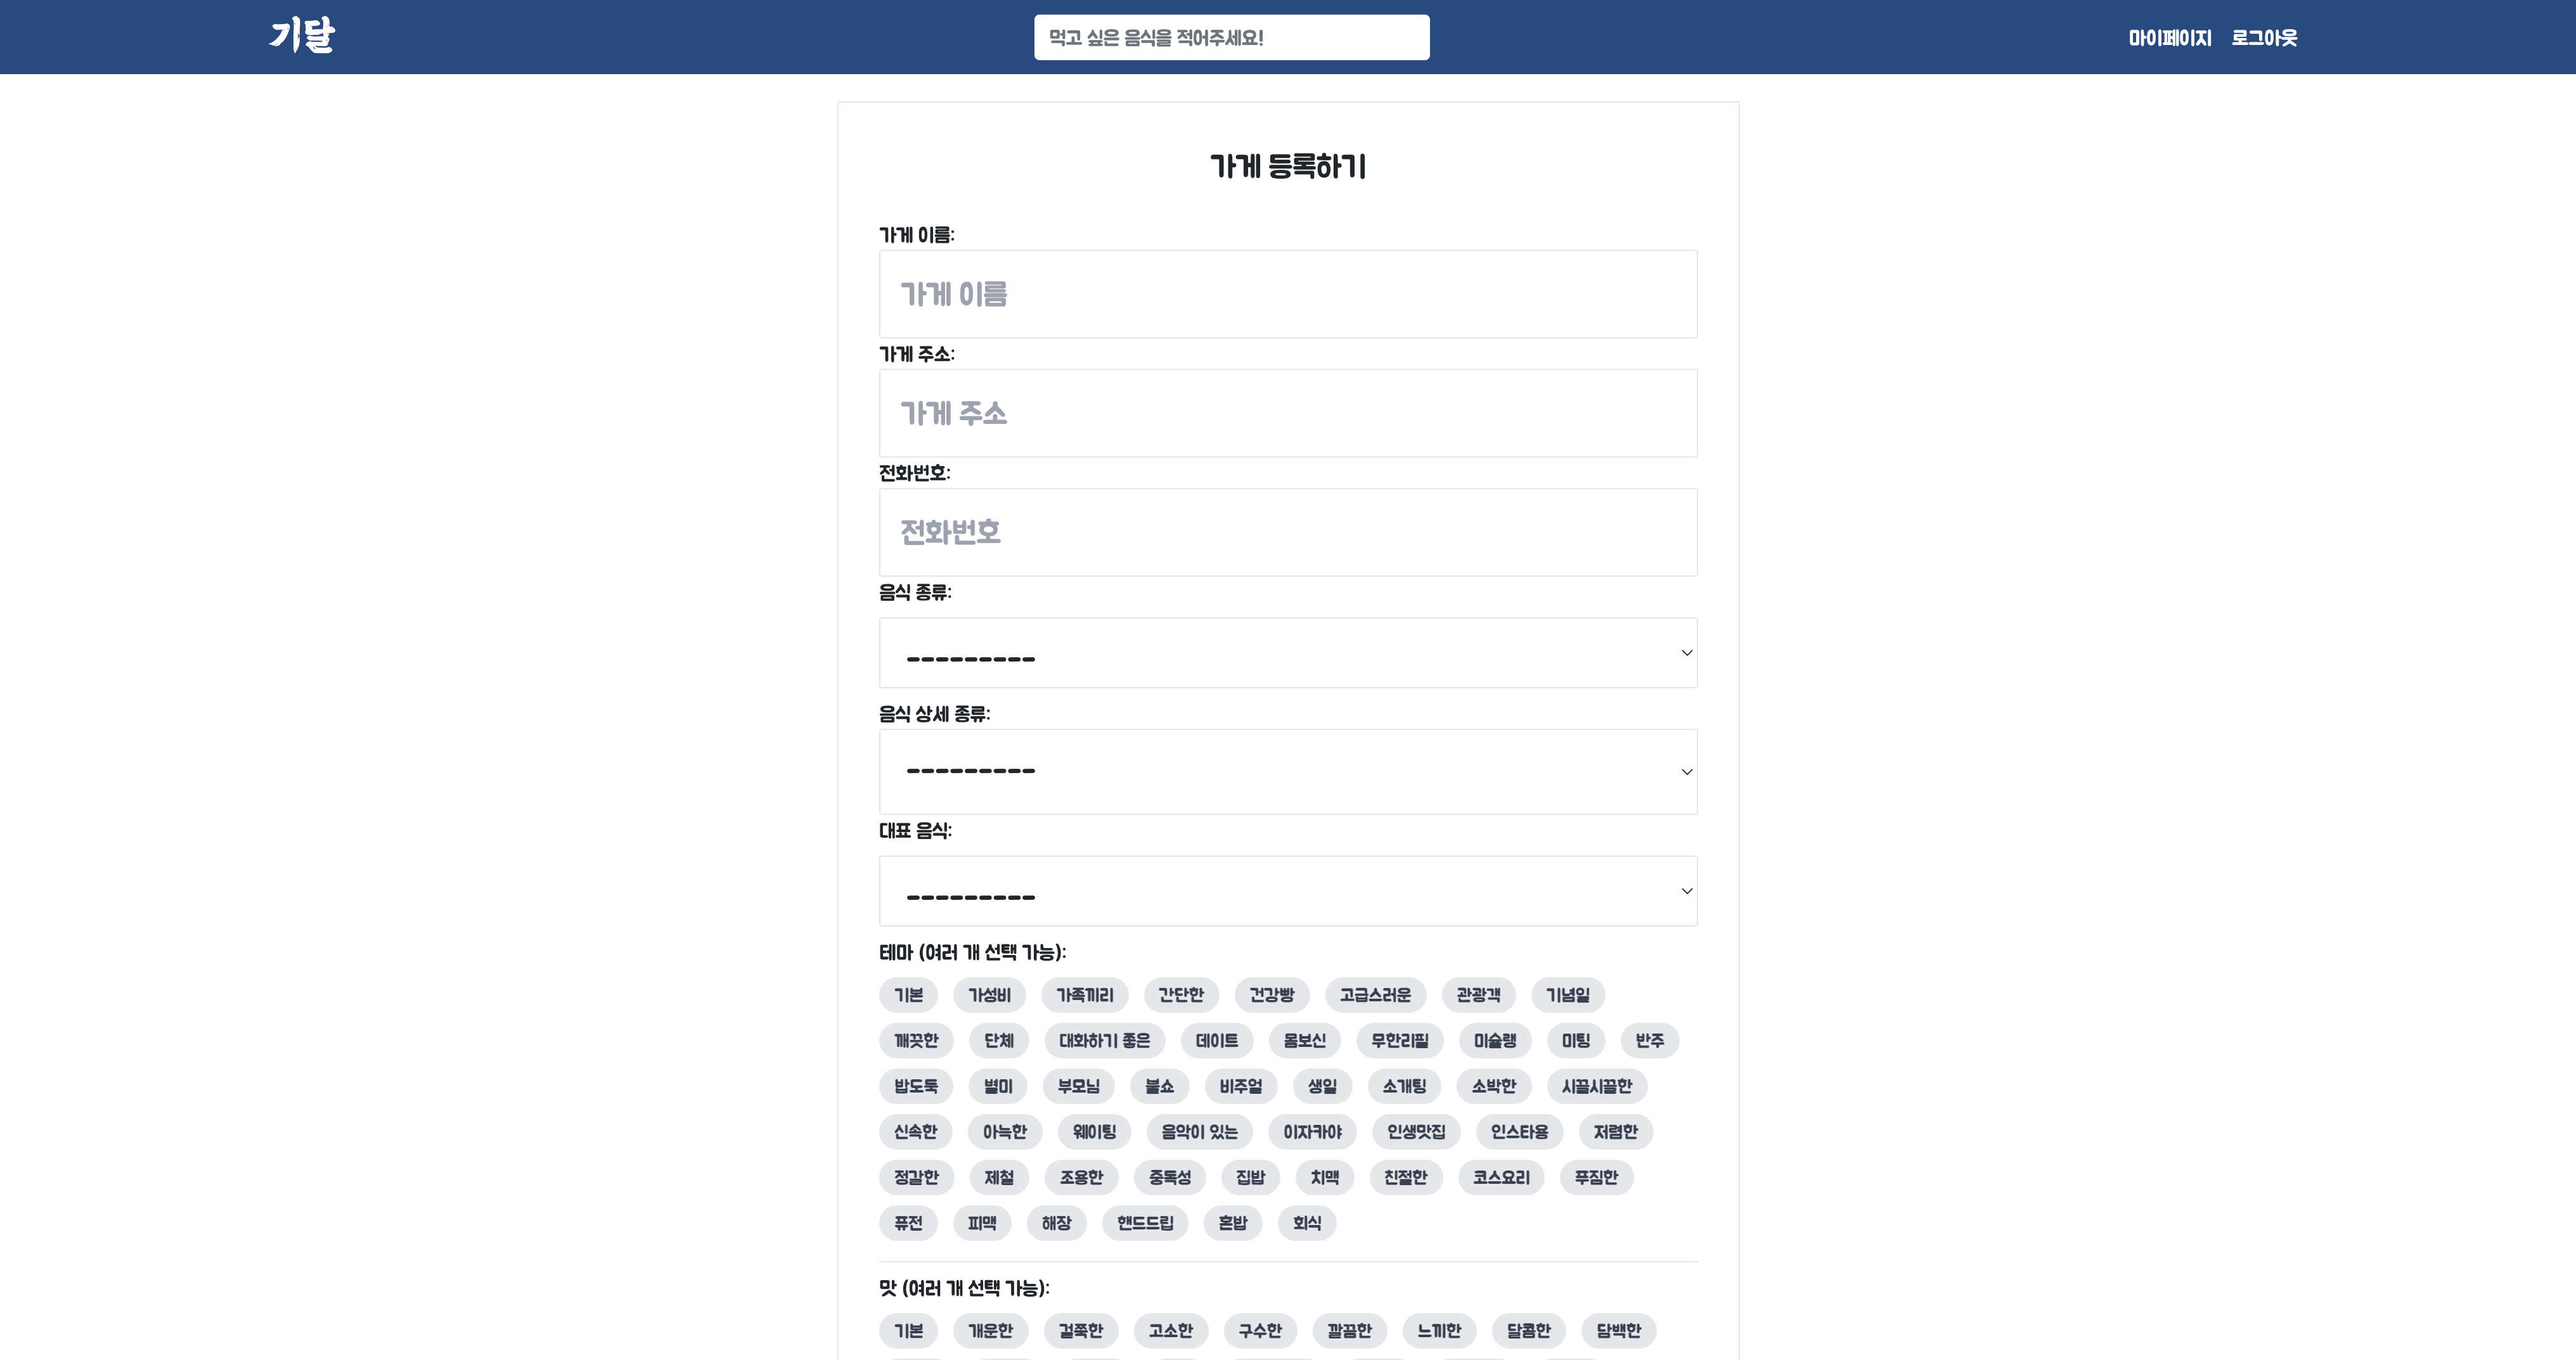 기달 먹고 싶은 음식을 적어주세요! 마이페이지 로그아웃
가게 등록하기
가게 이름:
가게 이름
가게 주소:
가게 주소
전화번호:
전화번호
음식 종류:
---------
음식 상세 종류:
---------
대표 음식:
---------
테마 (여러 개 선택 가능):
기본 가성비 가족끼리 간단한 건강빵 고급스러운 관광객 기념일
깨끗한 단체 대화하기 좋은 데이트 몸보신 무한리필 미슐랭 미팅 반주
밥도둑 별미 부모님 불쇼 비주얼 생일 소개팅 소박한 시끌시끌한
신속한 아늑한 웨이팅 음악이 있는 이자카야 인생맛집 인스타용 저렴한
정갈한 제철 조용한 중독성 집밥 치맥 친절한 코스요리 푸짐한
퓨전 피맥 해장 핸드드립 혼밥 회식
맛 (여러 개 선택 가능):
기본 개운한 걸쭉한 고소한 구수한 깔끔한 느끼한 달콤한 담백한